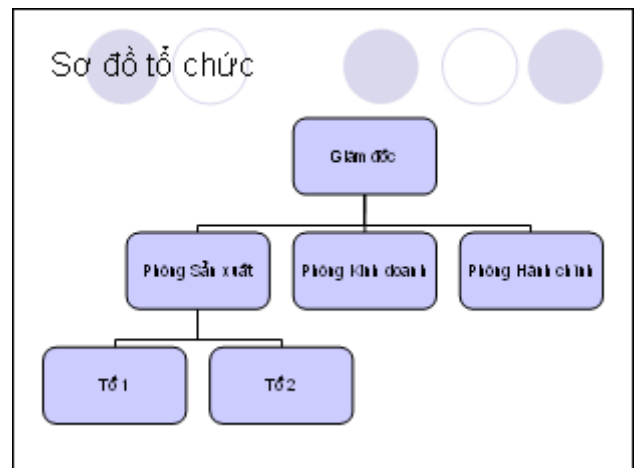 Sơ đồ tổ chức
Giám đốc
Phòng Sản xuất
Phòng Kinh doanh
Phòng Hành chính
Tổ 1
Tổ 2